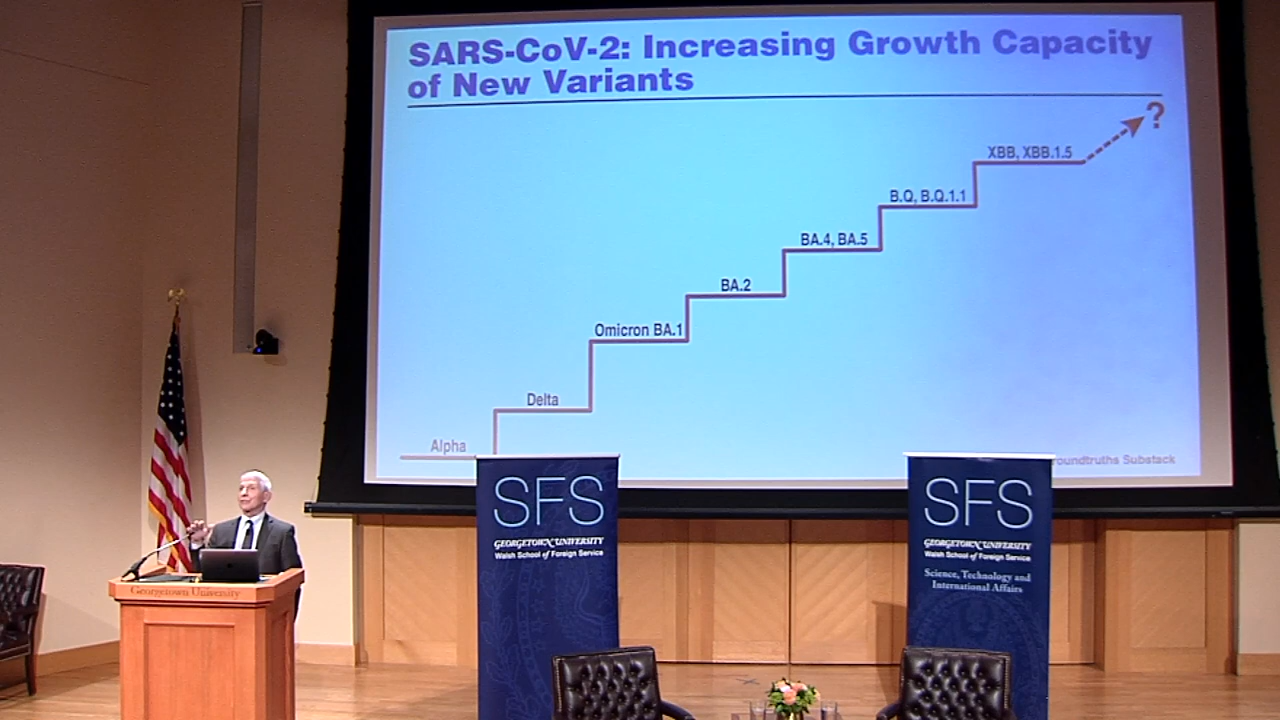 SARS-CoV-2: Increasing Growth Capacity
of New Variants
?
XBB, XBB.1.5
B.Q, B.Q.1.1
BA.4, BA.5
BA.2
Omicron BA.1
Delta
Alpha
roundtruths Substack
SFS
GEORGETOWN UNIVERSITY
Walsh School of Foreign Service
SFS
GEORGETOWN UNIVERSITY
Walsh School of Foreign Service
Science, Technology and
International Affairs
Georgetown University